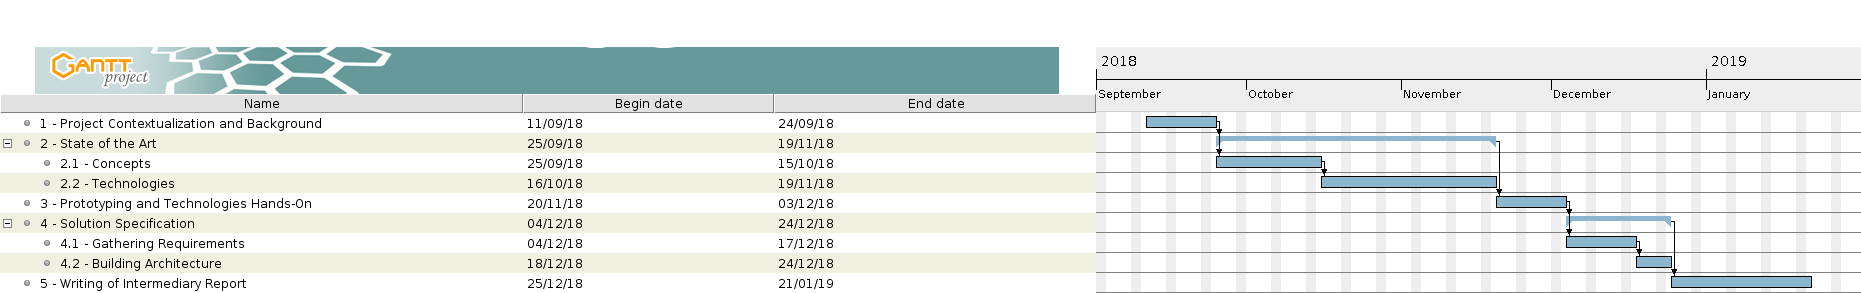 GANTT project
2018 2019
September October November December January
Name Begin date End date
1 - Project Contextualization and Background 11/09/18 24/09/18
2 - State of the Art 25/09/18 19/11/18
2.1 - Concepts 25/09/18 15/10/18
2.2 - Technologies 16/10/18 19/11/18
3 - Prototyping and Technologies Hands-On 20/11/18 03/12/18
4 - Solution Specification 04/12/18 24/12/18
4.1 - Gathering Requirements 04/12/18 17/12/18
4.2 - Building Architecture 18/12/18 24/12/18
5 - Writing of Intermediary Report 25/12/18 21/01/19